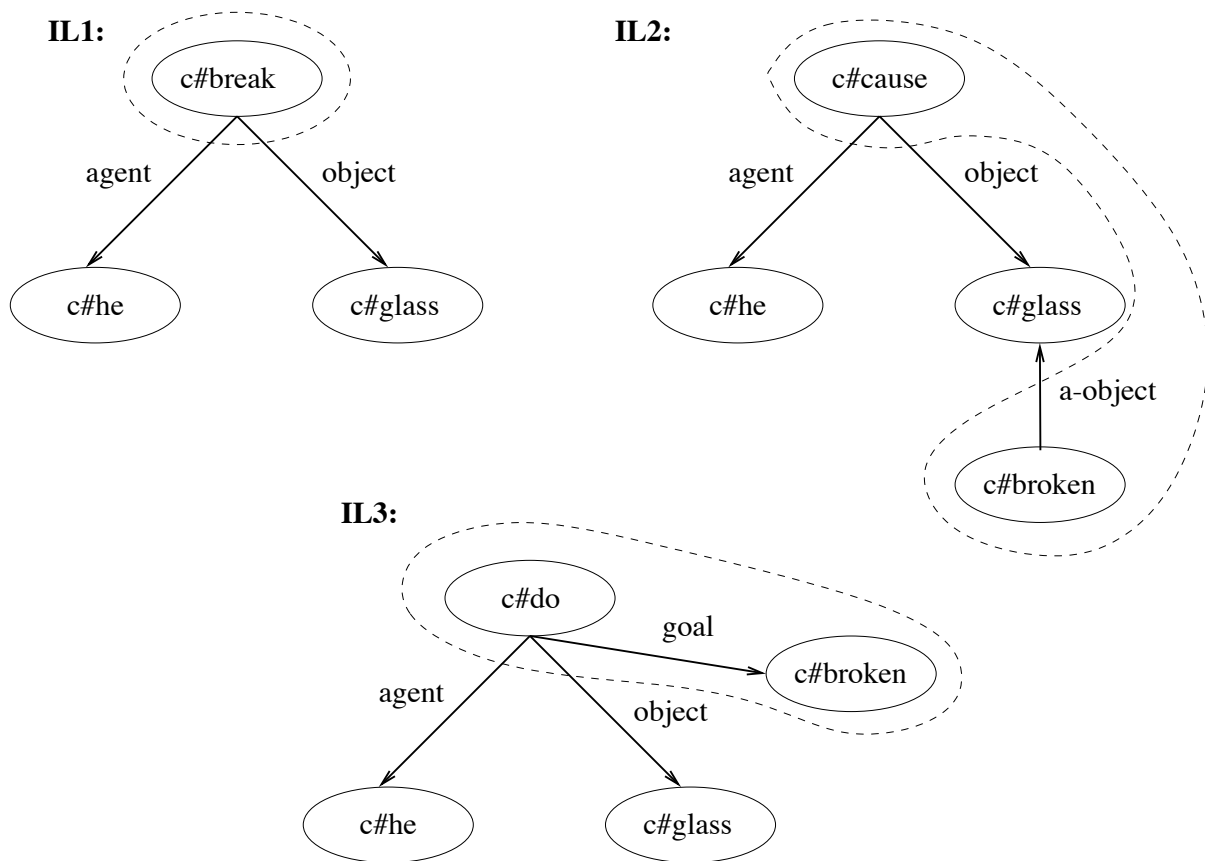 IL1:
c#break
agent
object
c#he
c#glass
IL2:
c#cause
agent
object
c#he
c#glass
a-object
c#broken
IL3:
c#do
goal
c#broken
agent
object
c#he
c#glass